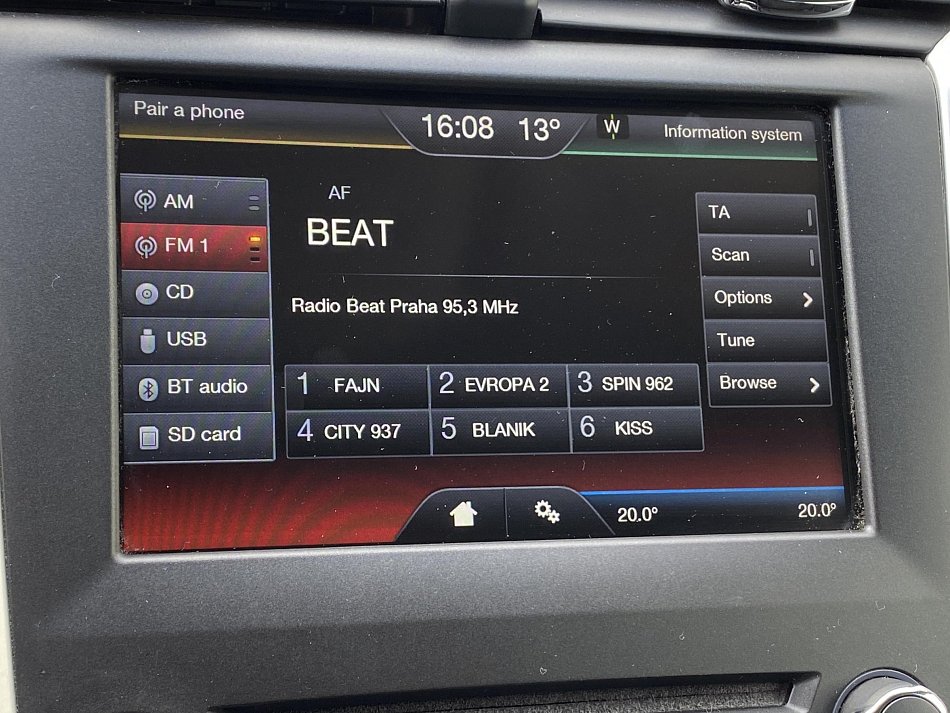 Pair a phone
16:08 13° W
Information system
AM
FM 1
CD
USB
BT audio
SD card
AF
BEAT
Radio Beat Praha 95,3 MHz
1 FAJN 2 EVROPA 2 3 SPIN 962
4 CITY 937 5 BLANIK 6 KISS
TA
Scan
Options
Tune
Browse
20.0° 20.0°